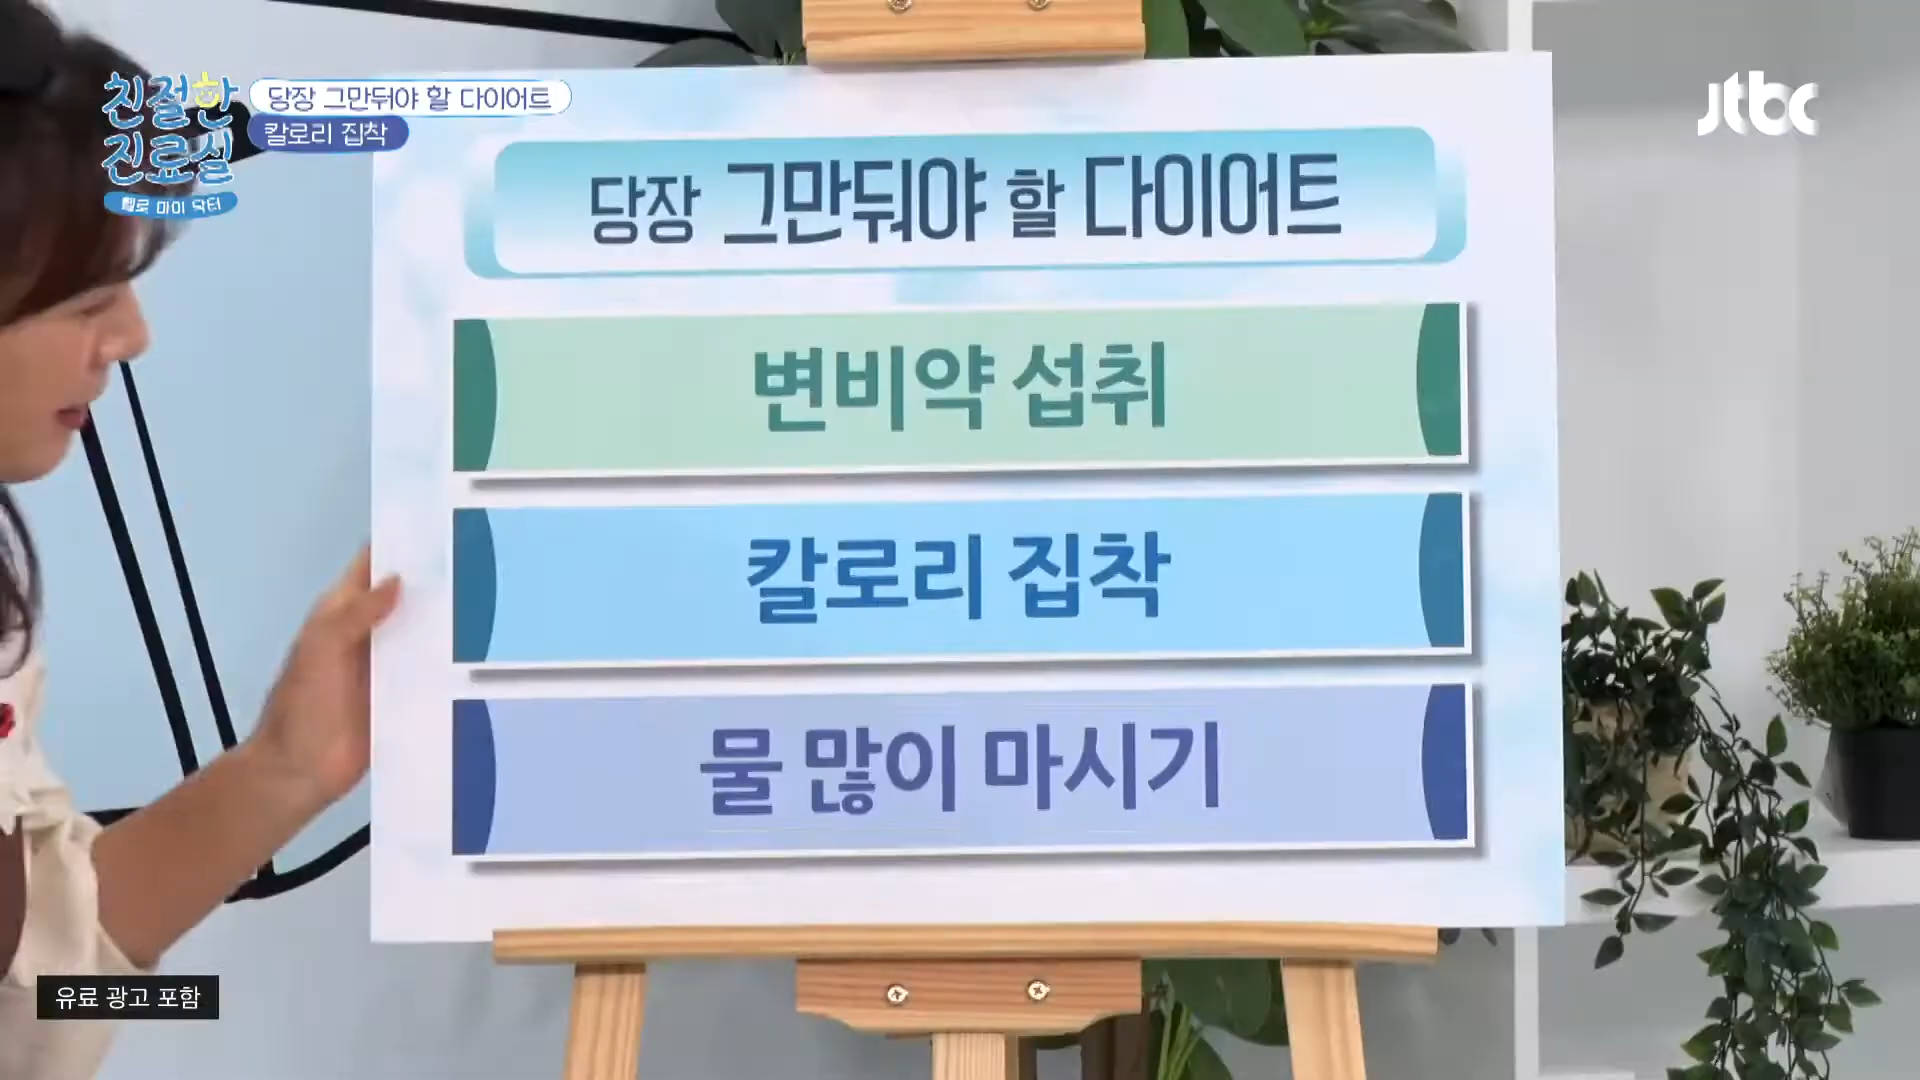 친절한
진료실
헬로 마이 닥터
당장 그만둬야 할 다이어트
칼로리 집착
jtbc
당장 그만둬야 할 다이어트
변비약 섭취
칼로리 집착
물 많이 마시기
유료 광고 포함